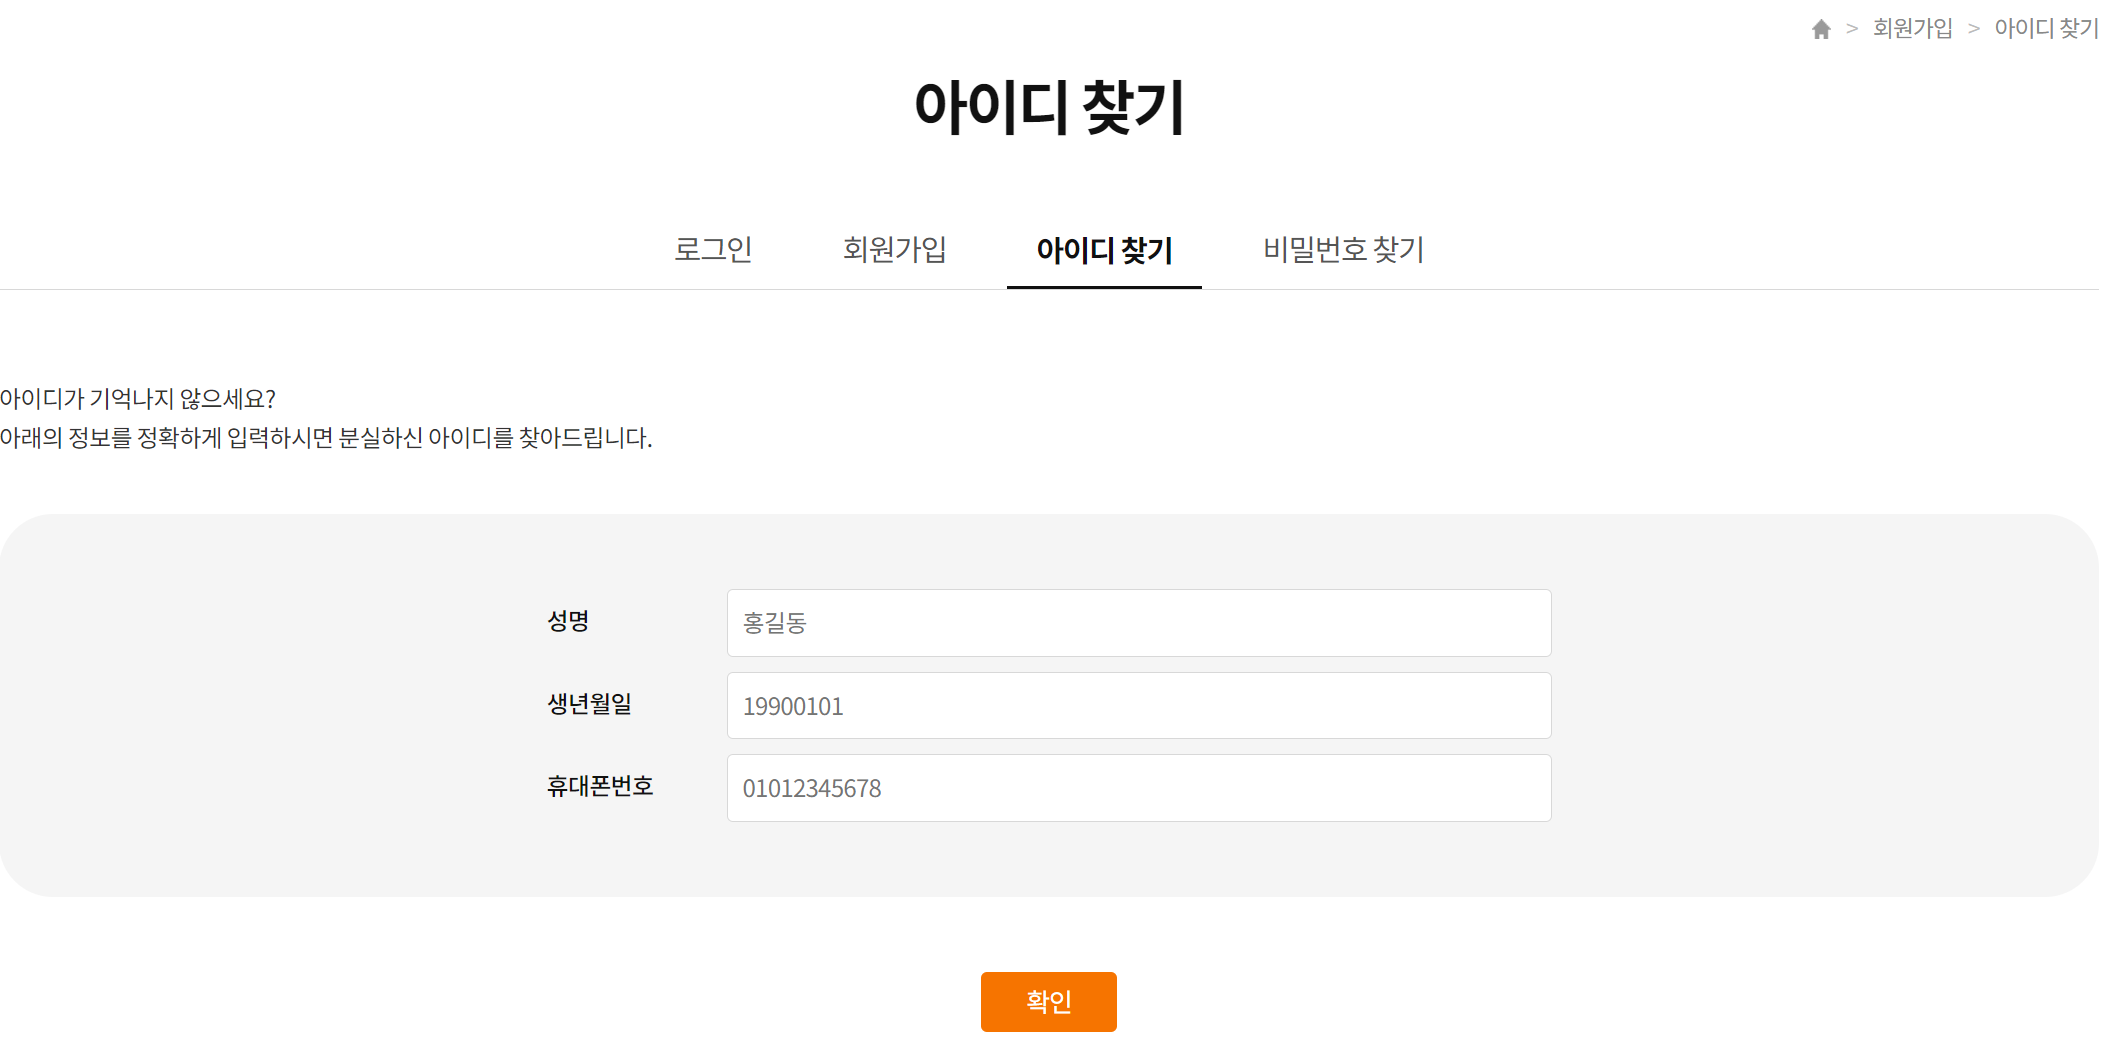 > 회원가입 > 아이디 찾기
아이디 찾기
로그인 회원가입 아이디 찾기 비밀번호 찾기
아이디가 기억나지 않으세요?
아래의 정보를 정확하게 입력하시면 분실하신 아이디를 찾아드립니다.
성명 홍길동
생년월일 19900101
휴대폰번호 01012345678
확인